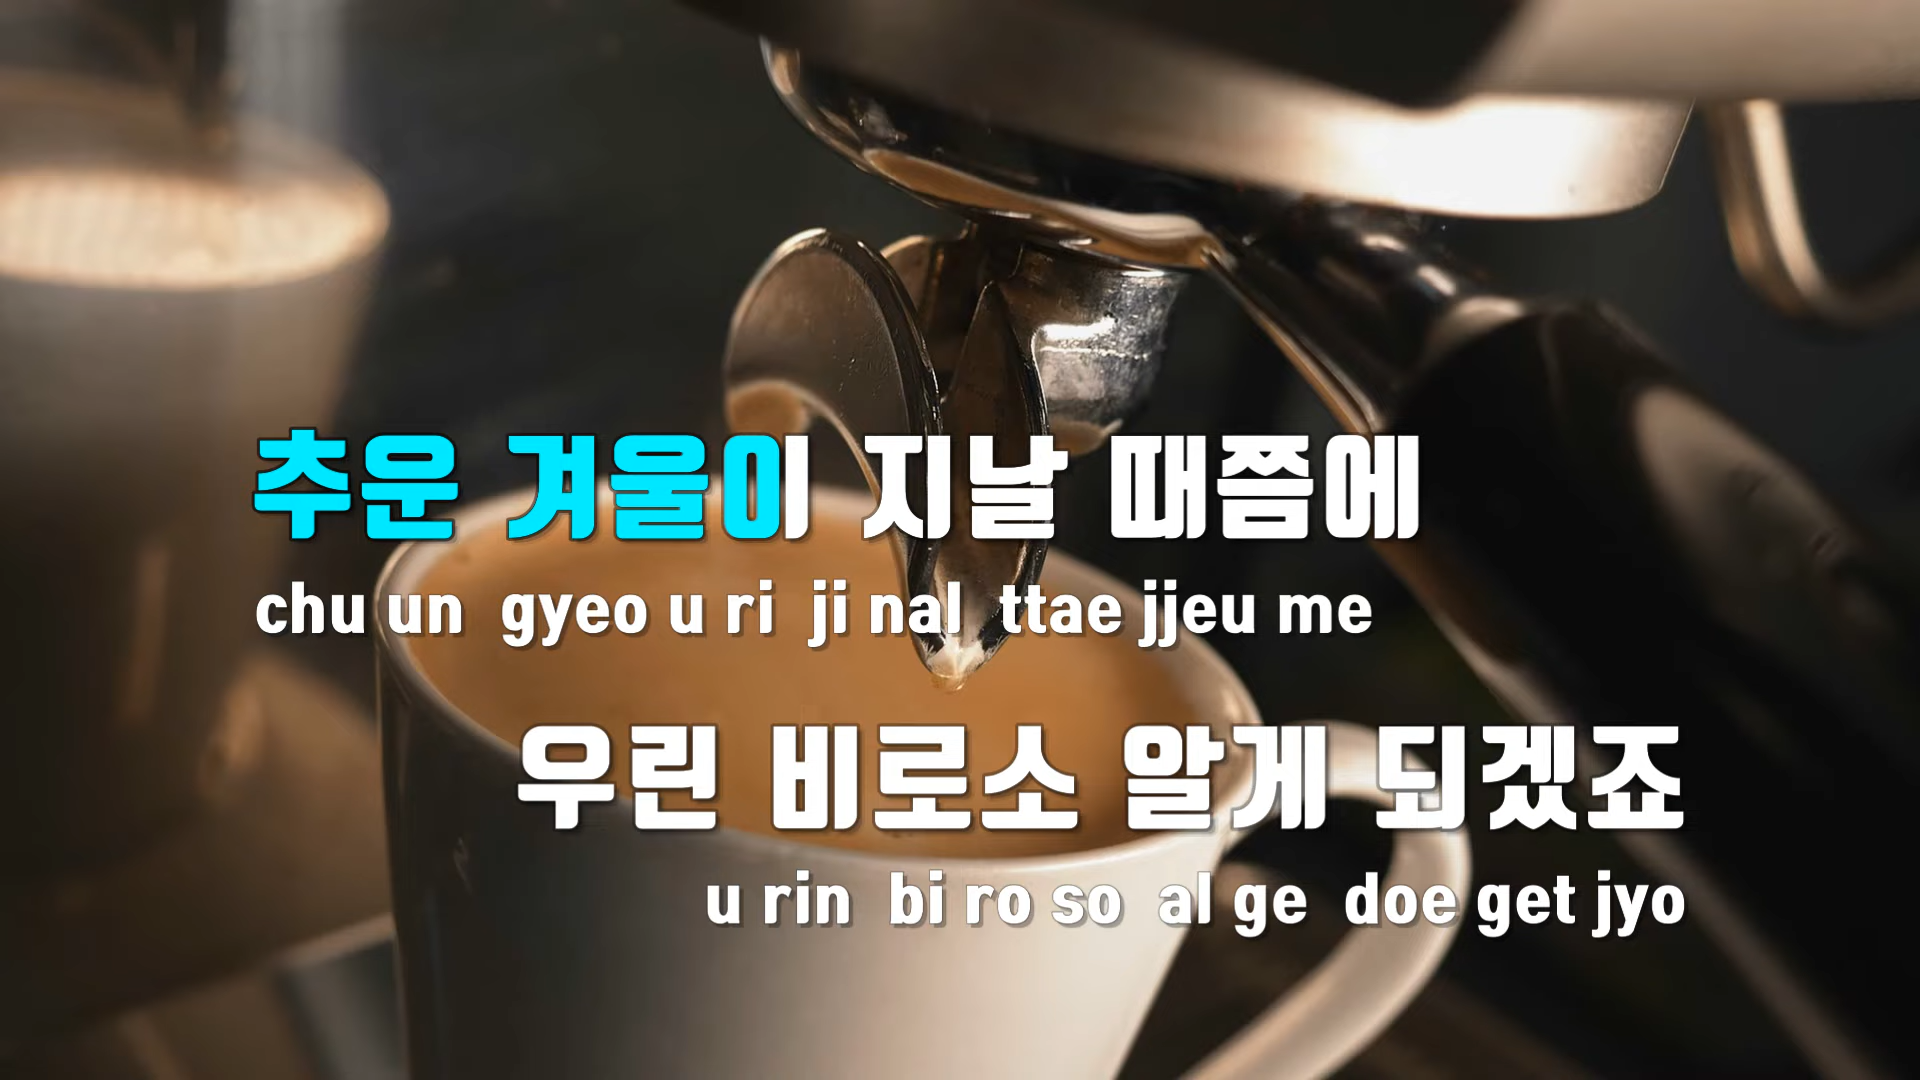 추운 겨울이 지날 때쯤에
chu un gyeo u ri ji nal ttae jjeu me
우린 비로소 알게 되겠죠
u rin bi ro so al ge doe get jyo